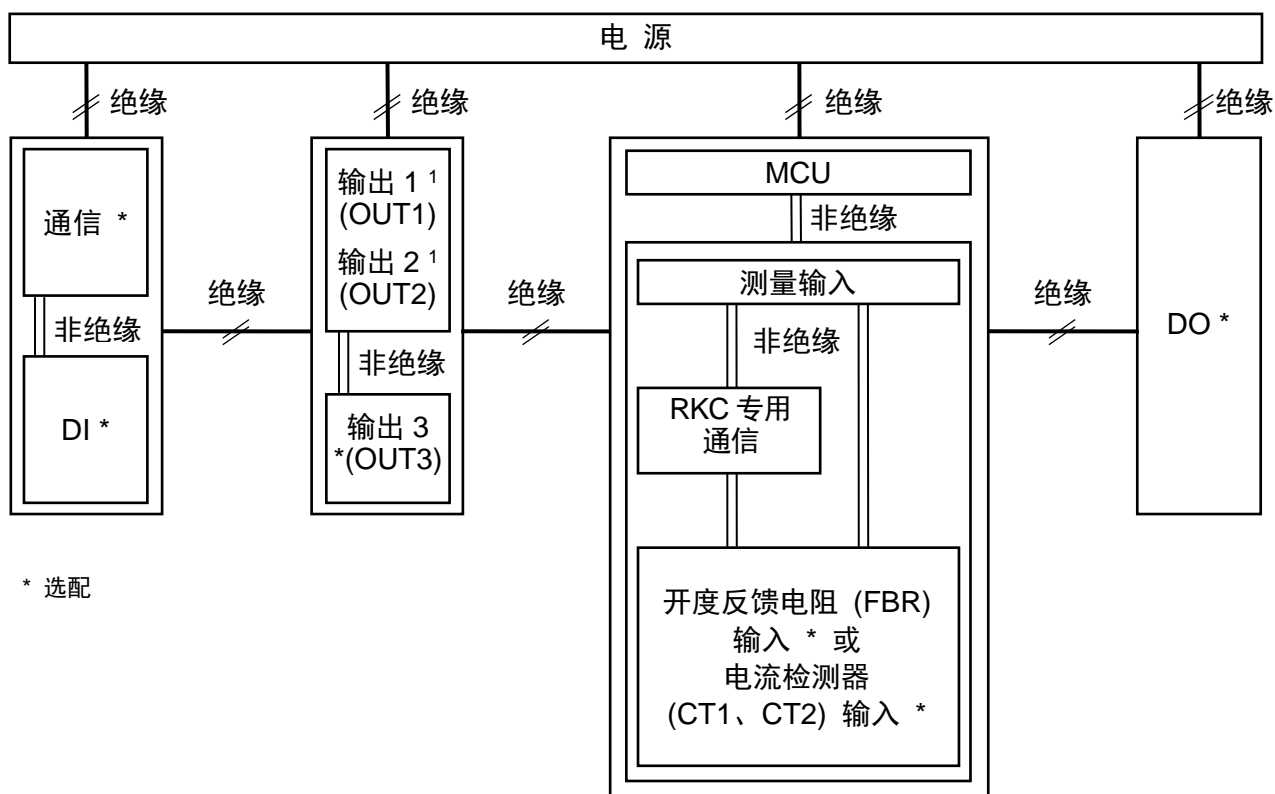 电 源
绝缘
绝缘
绝缘
绝缘
通信 *
非绝缘
DI *
绝缘
输出 1 ¹
(OUT1)
输出 2 ¹
(OUT2)
非绝缘
输出 3
*(OUT3)
绝缘
MCU
非绝缘
测量输入
非绝缘
RKC 专用
通信
开度反馈电阻 (FBR)
输入 * 或
电流检测器
(CT1、CT2) 输入 *
绝缘
DO *
* 选配